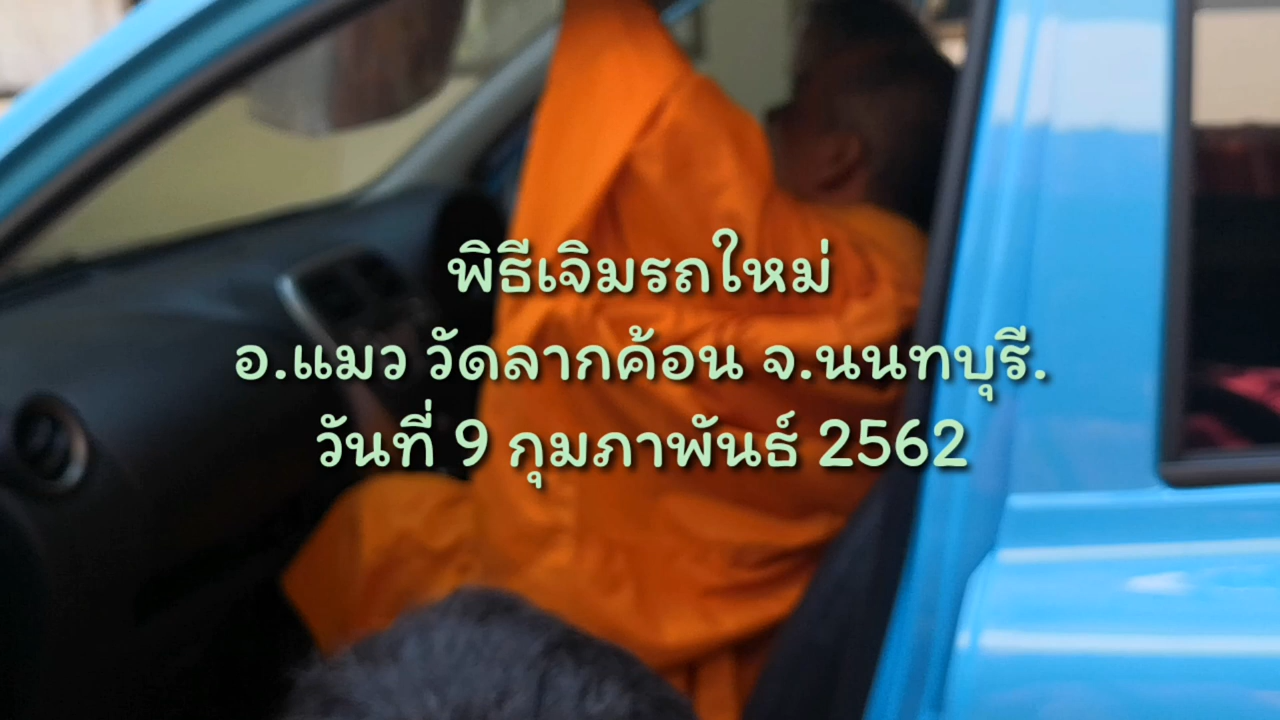 พิธีเจิมรถใหม่
อ.แมว วัดลากค้อน จ.นนทบุรี.
วันที่ 9 กุมภาพันธ์ 2562